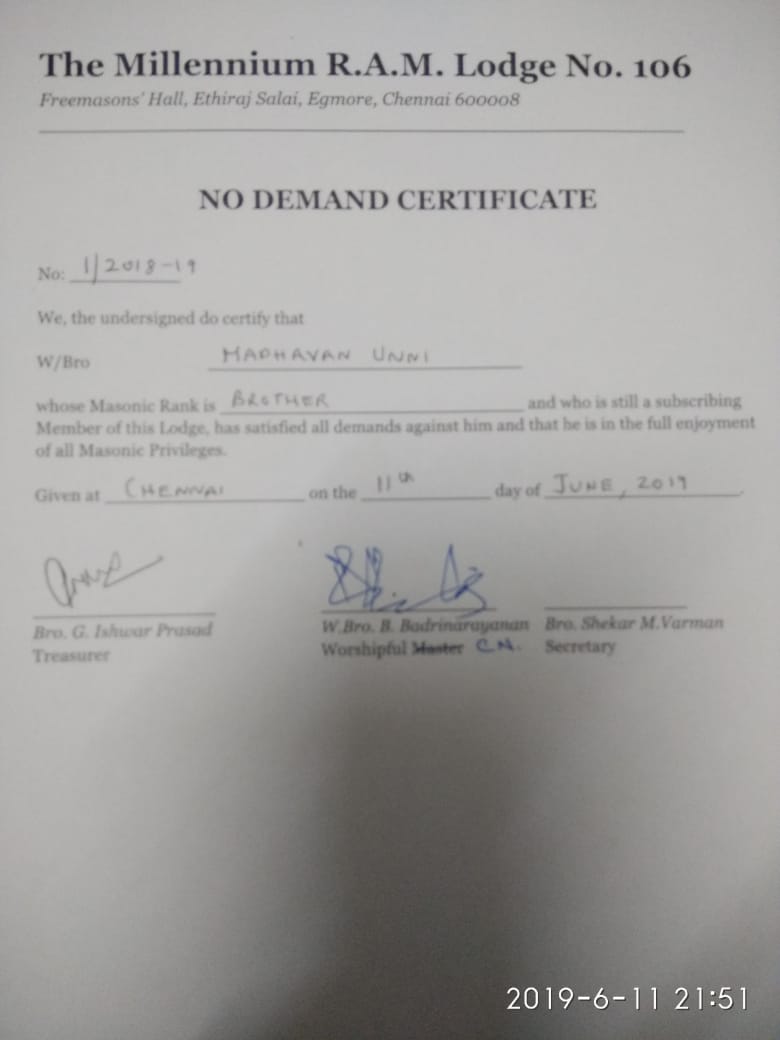 The Millennium R.A.M. Lodge No. 106
Freemasons' Hall, Ethiraj Salai, Egmore, Chennai 600008
NO DEMAND CERTIFICATE
No: 1/2018-19
We, the undersigned do certify that
W/Bro MADHAVAN UNNI
whose Masonic Rank is BROTHER and who is still a subscribing
Member of this Lodge, has satisfied all demands against him and that he is in the full enjoyment
of all Masonic Privileges.
Given at CHENNAI on the 11th day of JUNE, 2019.
Bro. G. Ishwar Prasad W.Bro. B. Badrinarayanan Bro. Shekar M.Varman
Treasurer Worshipful Master C.N. Secretary
2019-6-11 21:51